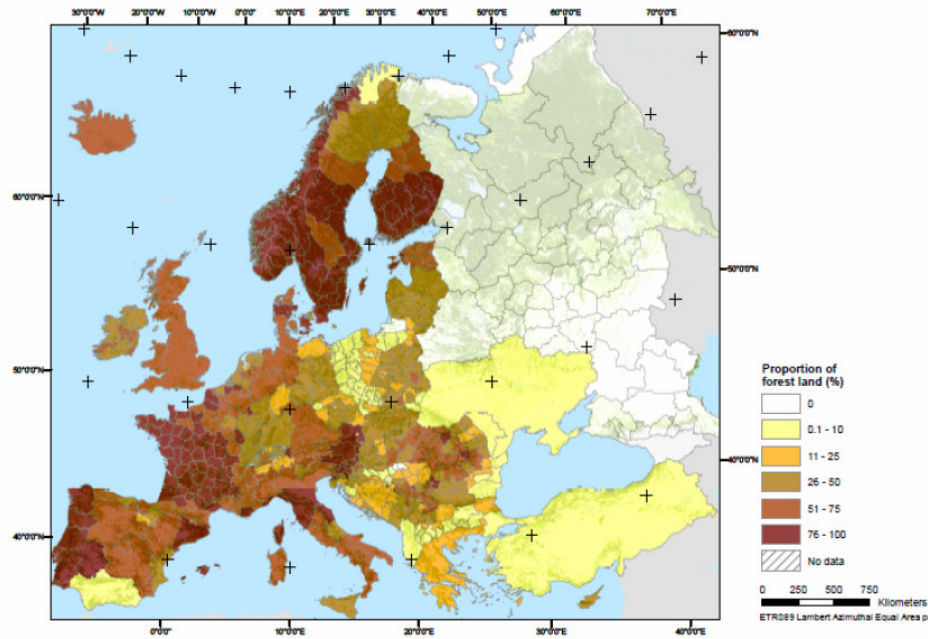 30°0'0"W 20°0'0"W 10°0'0"W 0°0'0" 10°0'0"E 20°0'0"E 30°0'0"E 40°0'0"E 50°0'0"E 60°0'0"E 70°0'0"E
60°0'0"N
50°0'0"N
40°0'0"N
60°0'0"N
50°0'0"N
40°0'0"N
0°0'0" 10°0'0"E 20°0'0"E 30°0'0"E 40°0'0"E
Proportion of
forest land (%)
0
0.1 - 10
11 - 25
26 - 50
51 - 75
76 - 100
No data
0 250 500 750
Kilometers
ETR089 Lambert Azimuthal Equal Area p